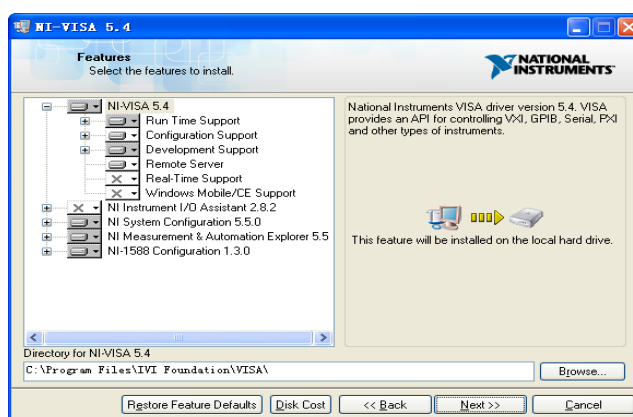 NI-VISA 5.4
Features
Select the features to install.
NATIONAL
INSTRUMENTS
NI-VISA 5.4
Run Time Support
Configuration Support
Development Support
Remote Server
Real-Time Support
Windows Mobile/CE Support
NI Instrument I/O Assistant 2.8.2
NI System Configuration 5.5.0
NI Measurement & Automation Explorer 5.5
NI-1588 Configuration 1.3.0
National Instruments VISA driver version 5.4. VISA
provides an API for controlling VXI, GPIB, Serial, PXI
and other types of instruments.
This feature will be installed on the local hard drive.
Directory for NI-VISA 5.4
C:\Program Files\IVI Foundation\VISA\
Browse...
Restore Feature Defaults
Disk Cost
<< Back
Next >>
Cancel